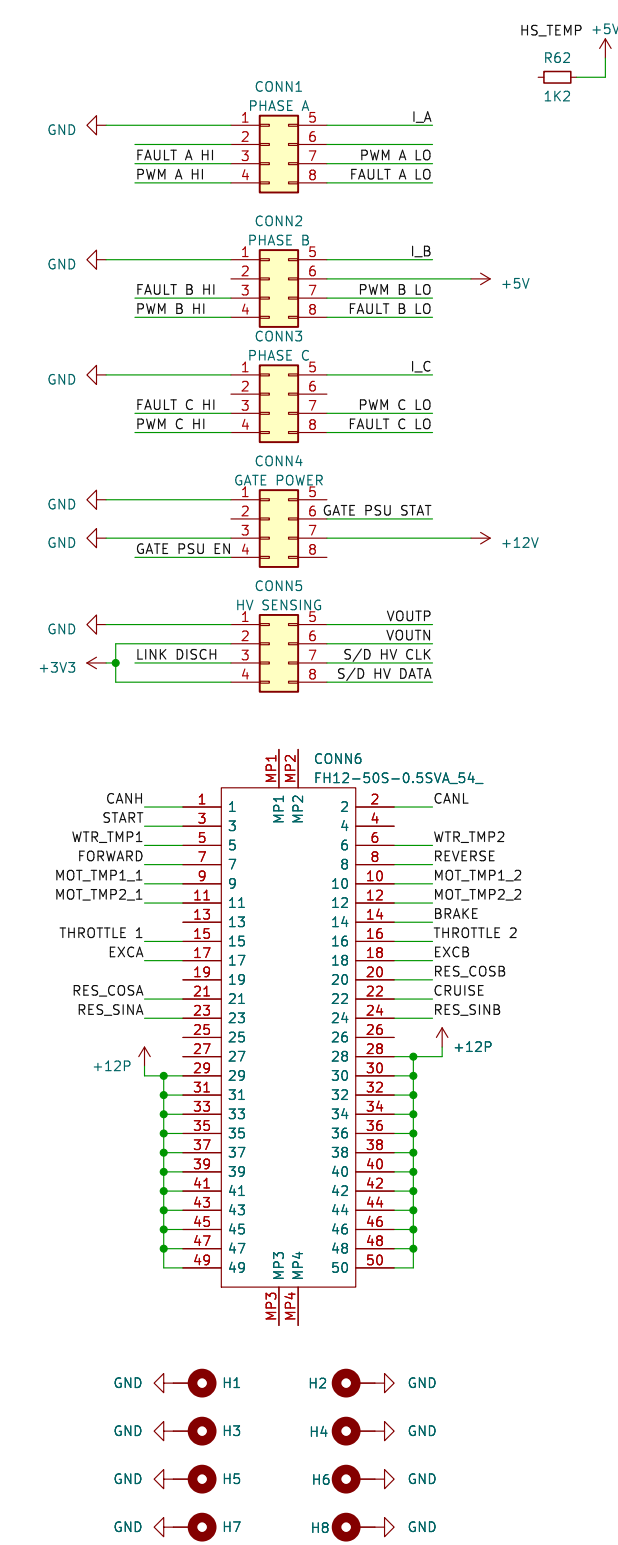 HS_TEMP +5V
R62
1K2
CONN1
PHASE A
GND 1 5 I_A
2 6
FAULT A HI 3 7 PWM A LO
PWM A HI 4 8 FAULT A LO
CONN2
PHASE B
GND 1 5 I_B
2 6 +5V
FAULT B HI 3 7 PWM B LO
PWM B HI 4 8 FAULT B LO
CONN3
PHASE C
GND 1 5 I_C
2 6
FAULT C HI 3 7 PWM C LO
PWM C HI 4 8 FAULT C LO
CONN4
GATE POWER
GND 1 5
2 6 GATE PSU STAT
GND 3 7 +12V
GATE PSU EN 4 8
CONN5
HV SENSING
GND 1 5 VOUTP
2 6 VOUTN
+3V3 LINK DISCH 3 7 S/D HV CLK
4 8 S/D HV DATA
CONN6
FH12-50S-0.5SVA_54_
MP1 MP2
MP1 MP2
CANH 1 1 2 2 CANL
START 3 3 4 4
WTR_TMP1 5 5 6 6 WTR_TMP2
FORWARD 7 7 8 8 REVERSE
MOT_TMP1_1 9 9 10 10 MOT_TMP1_2
MOT_TMP2_1 11 11 12 12 MOT_TMP2_2
13 13 14 14 BRAKE
THROTTLE 1 15 15 16 16 THROTTLE 2
EXCA 17 17 18 18 EXCB
19 19 20 20 RES_COSB
RES_COSA 21 21 22 22 CRUISE
RES_SINA 23 23 24 24 RES_SINB
25 25 26 26
27 27 28 28 +12P
+12P 29 29 30 30
31 31 32 32
33 33 34 34
35 35 36 36
37 37 38 38
39 39 40 40
41 41 42 42
43 43 44 44
45 45 46 46
47 47 48 48
49 49 50 50
MP3 MP4
MP3 MP4
GND H1 H2 GND
GND H3 H4 GND
GND H5 H6 GND
GND H7 H8 GND